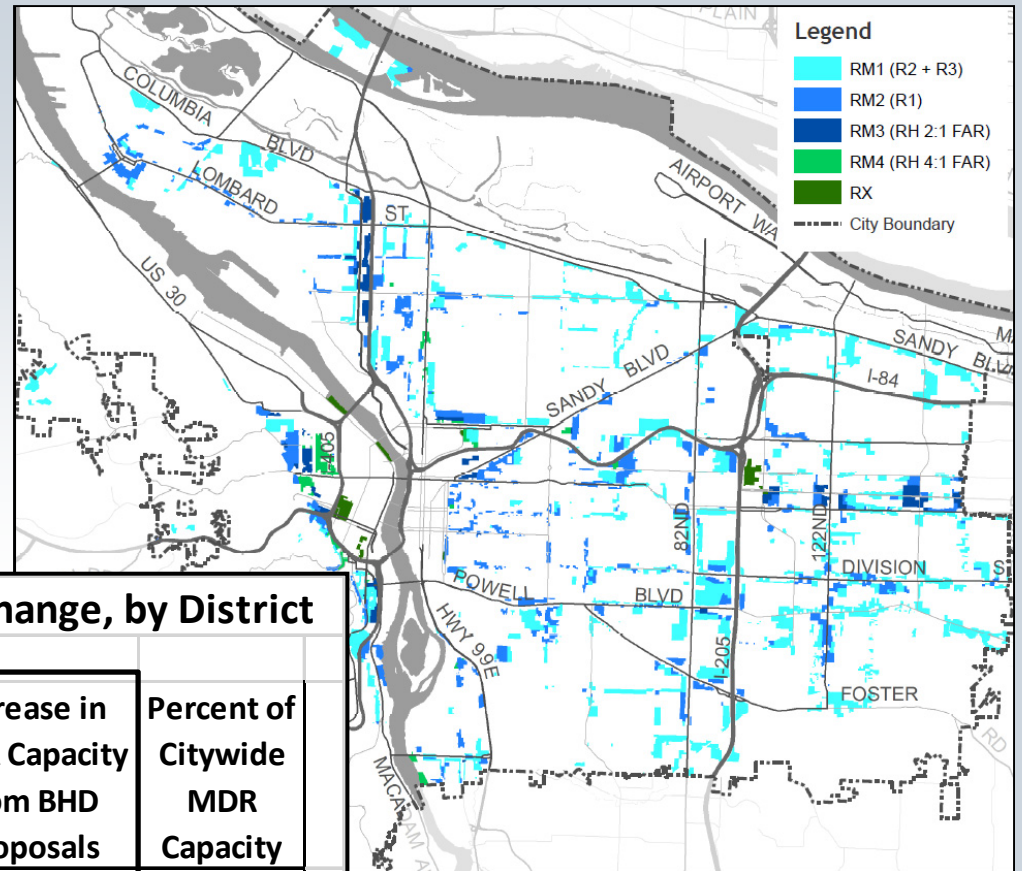 PLAIN
Legend
RM1 (R2 + R3)
RM2 (R1)
RM3 (RH 2:1 FAR)
RM4 (RH 4:1 FAR)
RX
City Boundary
COLUMBIA
BLVD
LOMBARD
ST
AIRPORT WA
US 30
SANDY BLV
I-84
SANDY BLVD
I-405
82ND
122ND
DIVISION
S
POWELL
BLVD
HWY 99E
I-205
FOSTER
RD
MACADAM A
hange, by District
rease in
Percent of
Capacity
Citywide
om BHD
MDR
oposals
Capacity